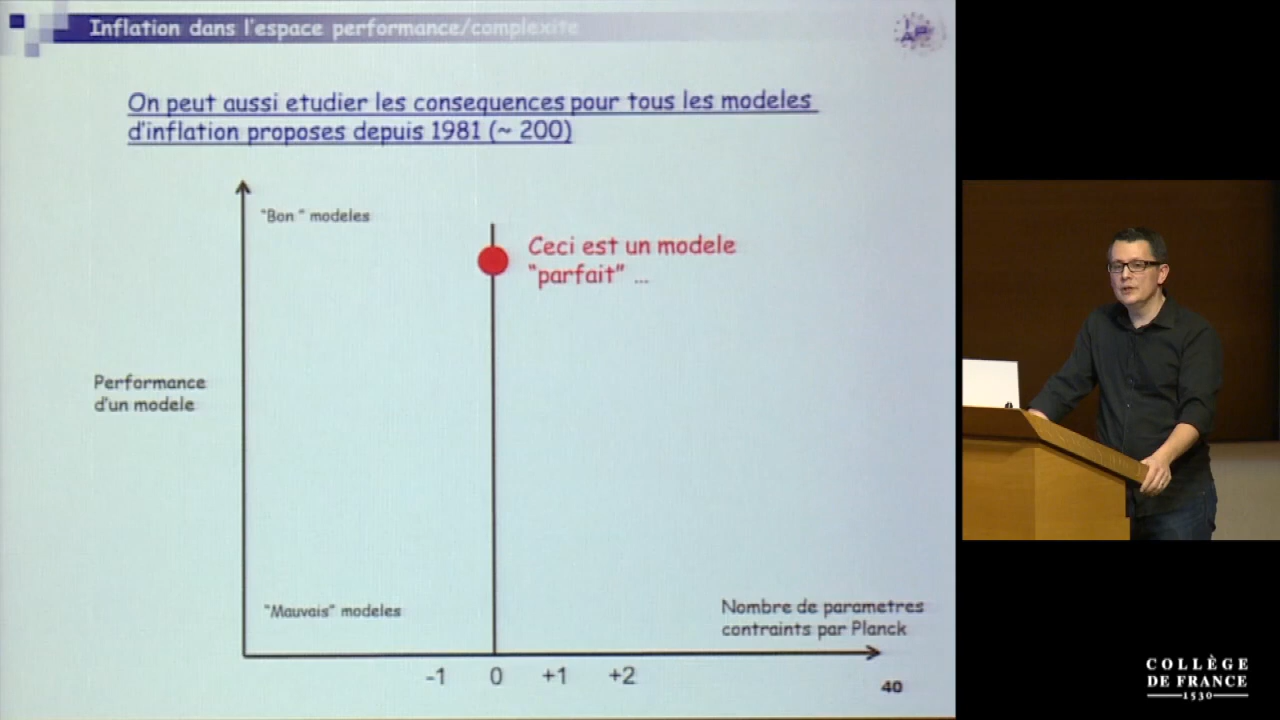 Inflation dans l'espace performance/complexite
On peut aussi etudier les consequences pour tous les modeles
d'inflation proposes depuis 1981 (~ 200)
"Bon " modeles
Ceci est un modele
"parfait" ...
Performance
d'un modele
"Mauvais" modeles
Nombre de parametres
contraints par Planck
-1 0 +1 +2
40
COLLÈGE
DE FRANCE
1530